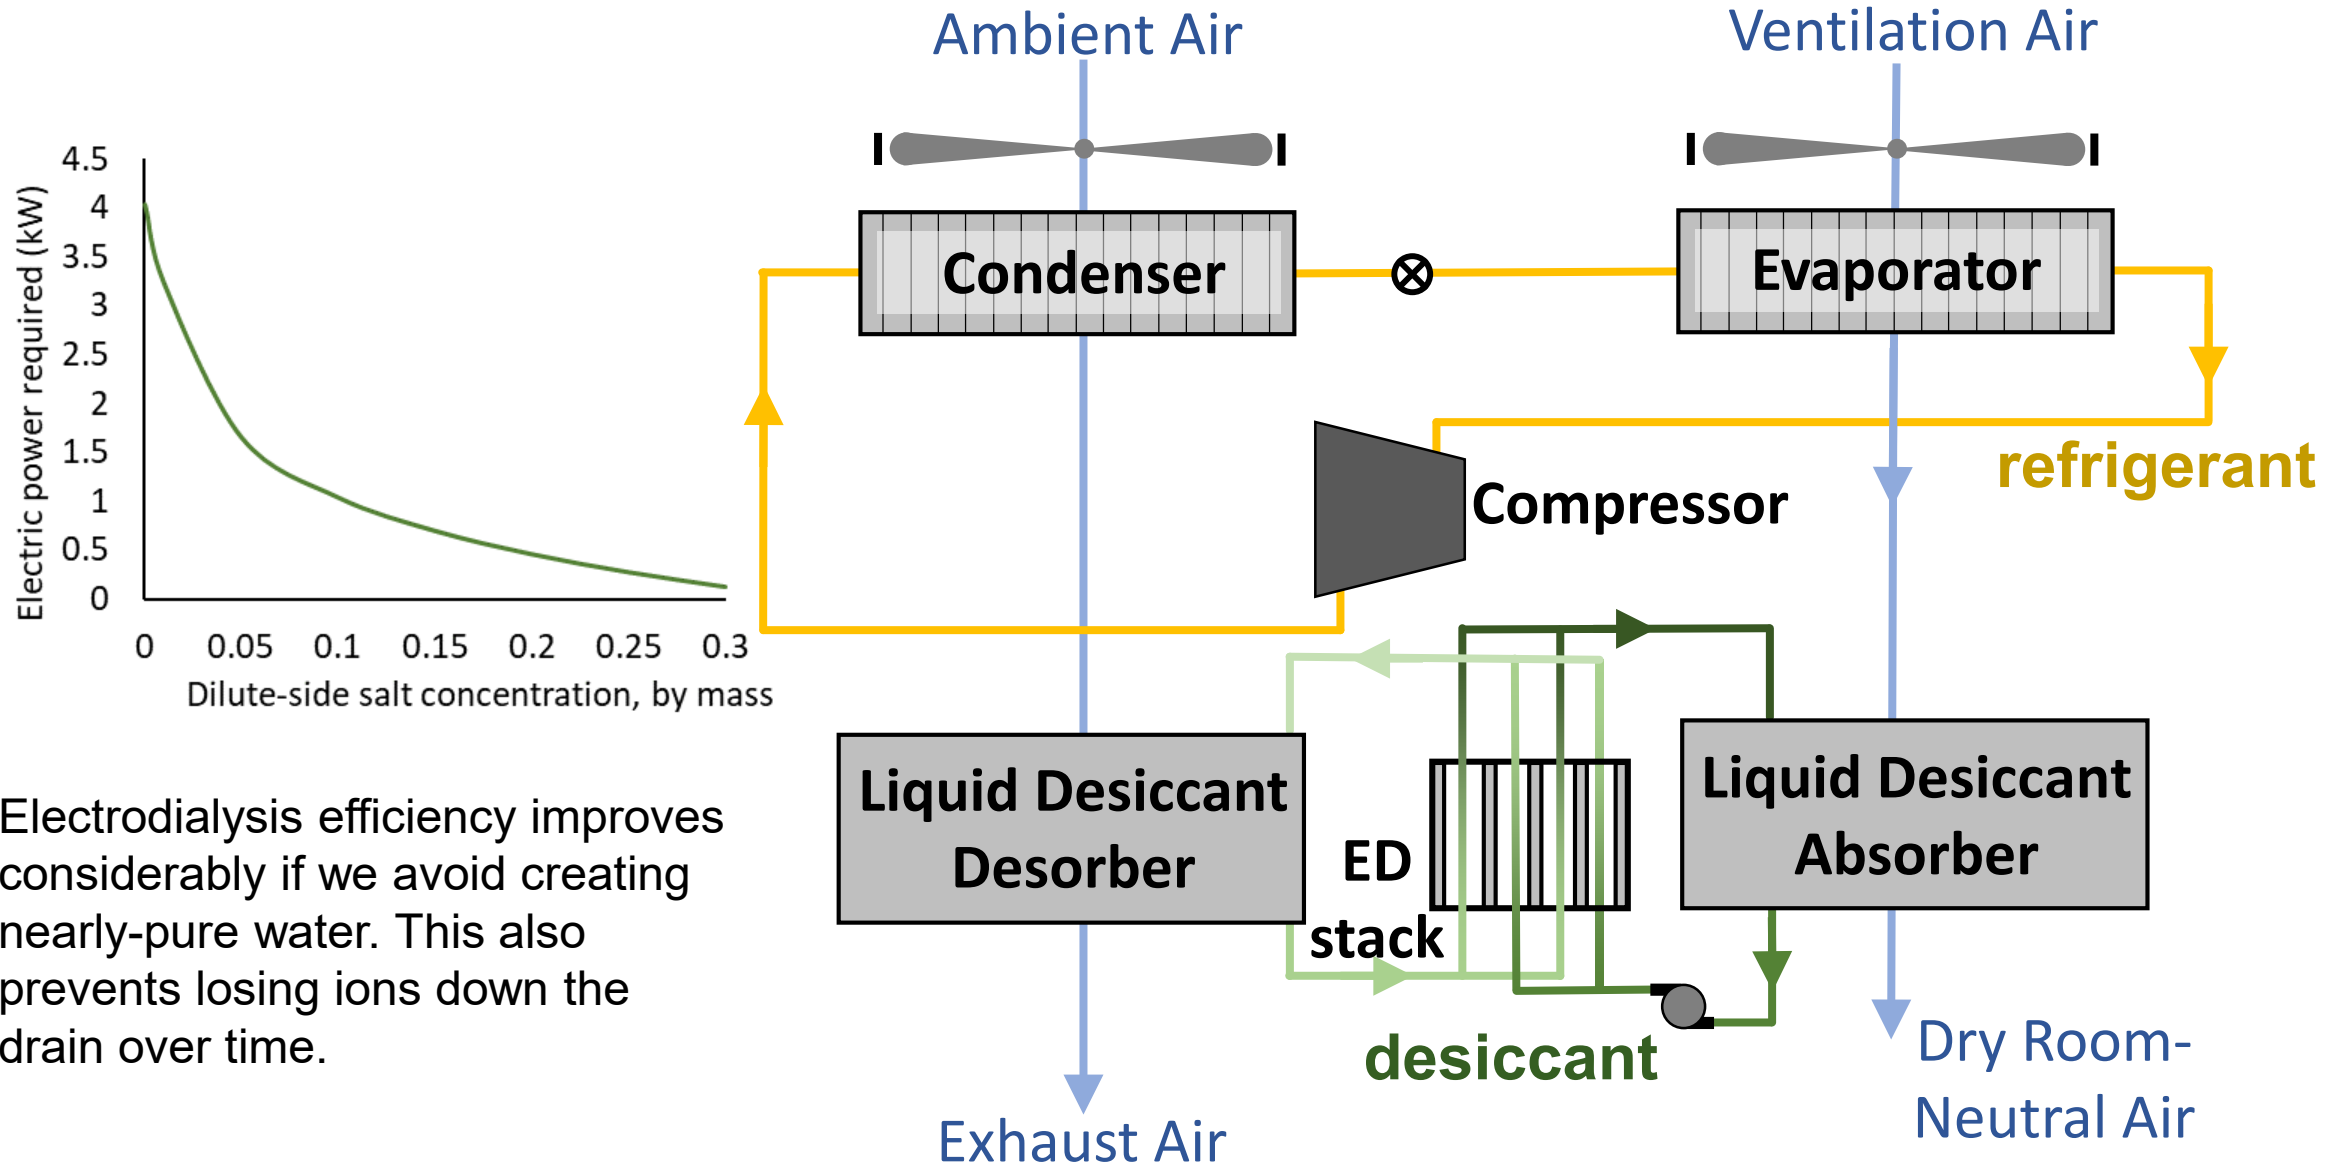 Ambient Air
Ventilation Air
4.5
4
3.5
3
2.5
2
1.5
1
0.5
0
Electric power required (kW)
0 0.05 0.1 0.15 0.2 0.25 0.3
Dilute-side salt concentration, by mass
Condenser
Evaporator
refrigerant
Compressor
Liquid Desiccant
Desorber
ED
stack
Liquid Desiccant
Absorber
desiccant
Electrodialysis efficiency improves
considerably if we avoid creating
nearly-pure water. This also
prevents losing ions down the
drain over time.
Exhaust Air
Dry Room-
Neutral Air